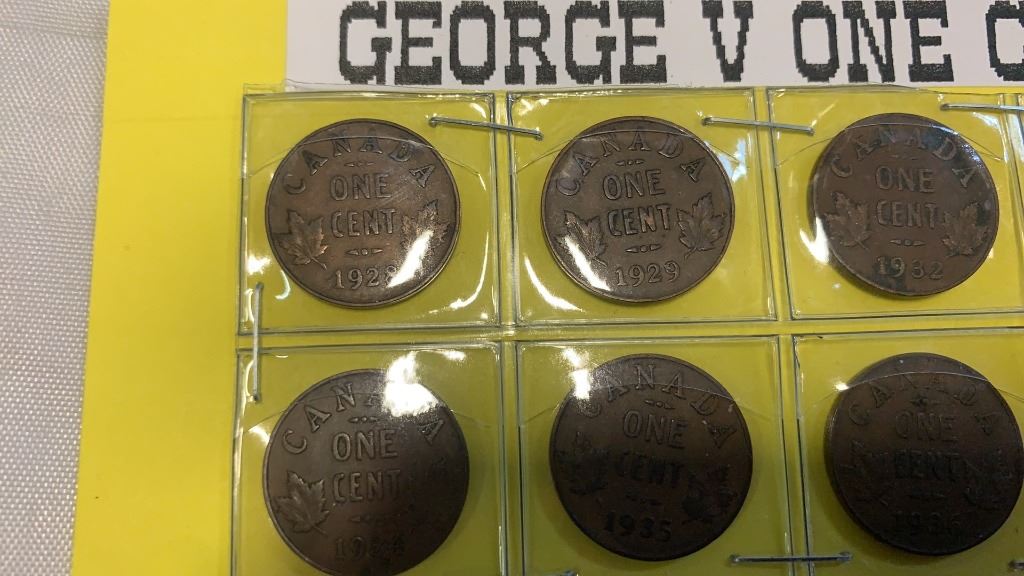 GEORGE V ONE C
CANADA
ONE
CENT
1928
CANADA
ONE
CENT
1929
CANADA
ONE
CENT
1932
CANADA
ONE
CENT
CANADA
ONE
CENT
1935
CANADA
ONE
CENT
1936